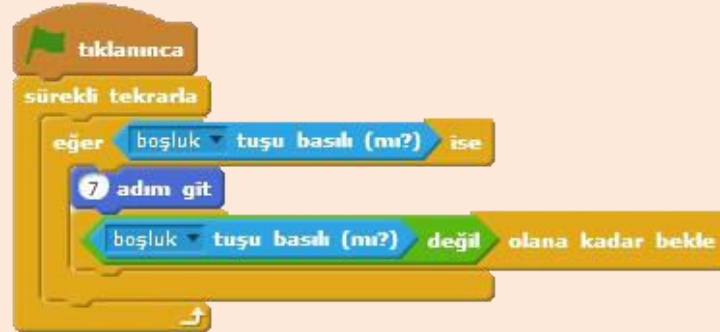 tıklanınca
sürekli tekrarla
eğer boşluk tuşu basılı (mı?) ise
7 adım git
boşluk tuşu basılı (mı?) değil olana kadar bekle